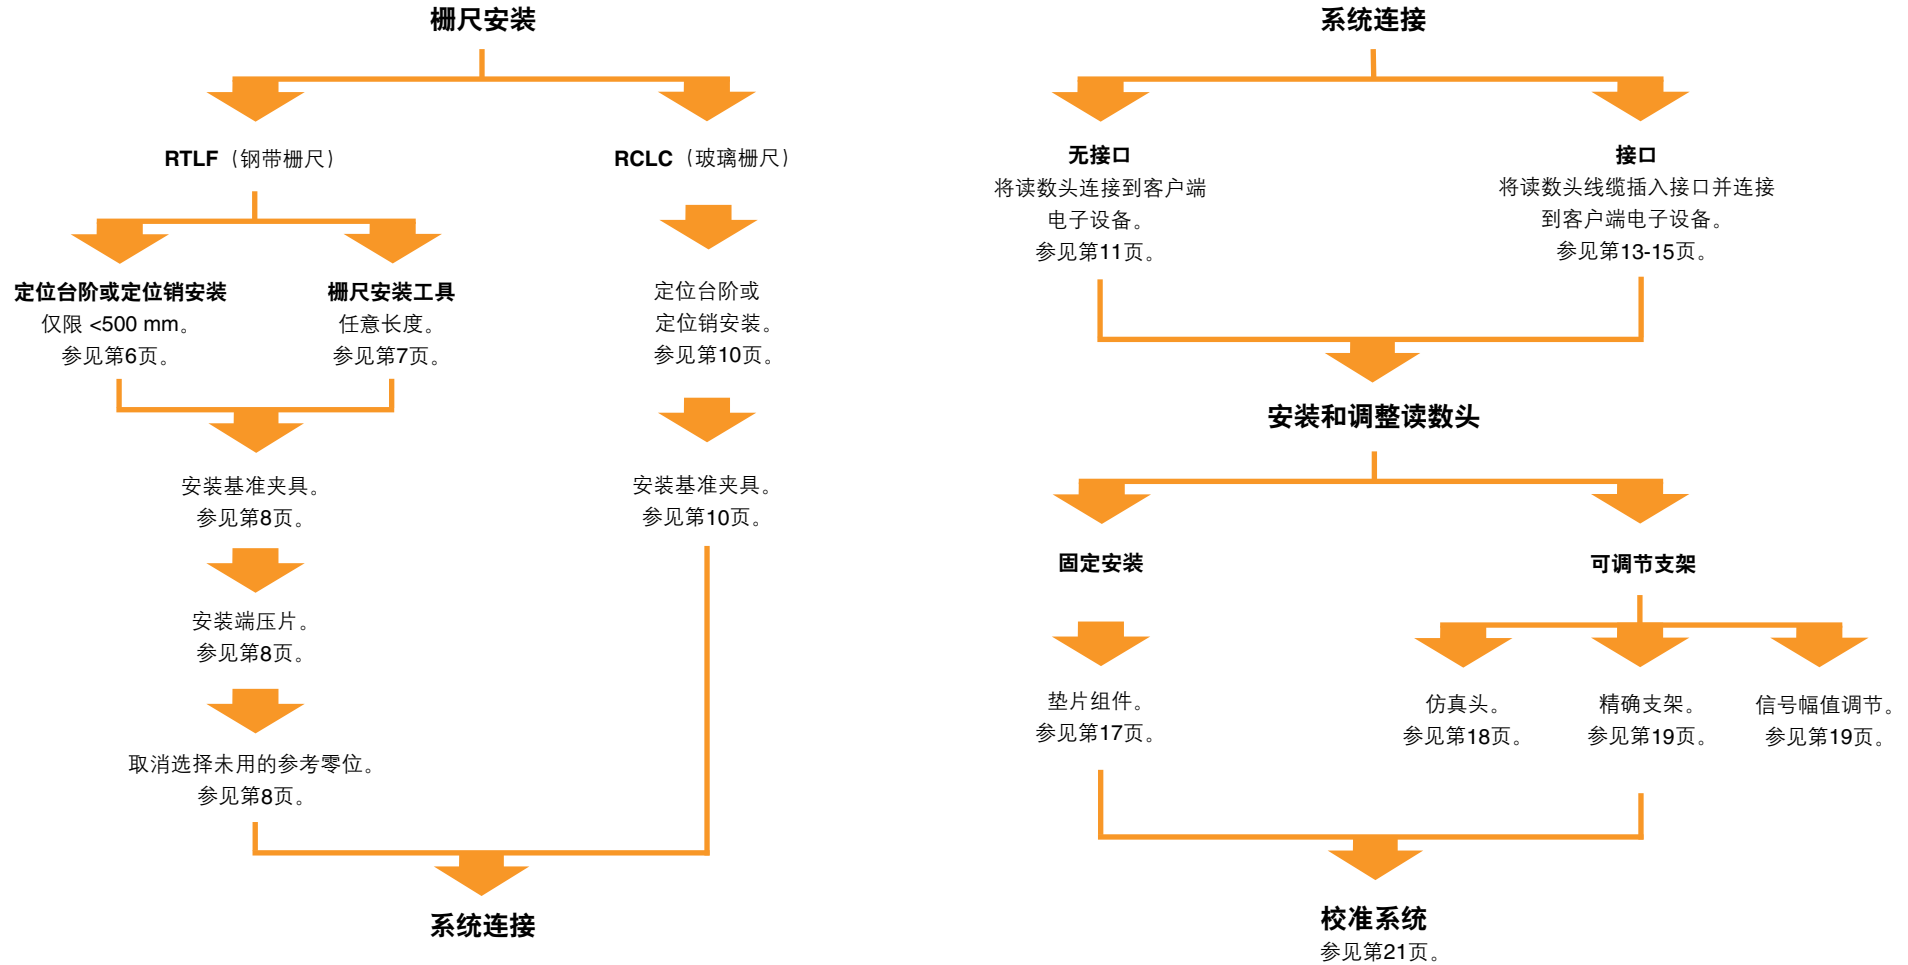 栅尺安装
RTLF（钢带栅尺）
RCLC（玻璃栅尺）
定位台阶或定位销安装
仅限 <500 mm。
参见第6页。
栅尺安装工具
任意长度。
参见第7页。
定位台阶或
定位销安装。
参见第10页。
安装基准夹具。
参见第8页。
安装基准夹具。
参见第10页。
安装端压片。
参见第8页。
取消选择未用的参考零位。
参见第8页。
系统连接
系统连接
无接口
将读数头连接到客户端
电子设备。
参见第11页。
接口
将读数头线缆插入接口并连接
到客户端电子设备。
参见第13-15页。
安装和调整读数头
固定安装
可调节支架
垫片组件。
参见第17页。
仿真头。
参见第18页。
精确支架。
参见第19页。
信号幅值调节。
参见第19页。
校准系统
参见第21页。